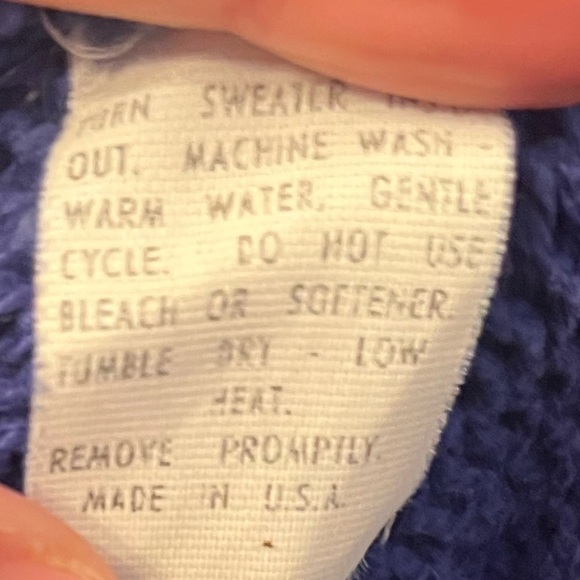 TURN SWEATER
OUT. MACHINE WASH -
WARM WATER. GENTLE
CYCLE. DO NOT USE
BLEACH OR SOFTENER.
TUMBLE DRY - LOW
HEAT.
REMOVE PROMPTLY.
MADE IN U.S.A.